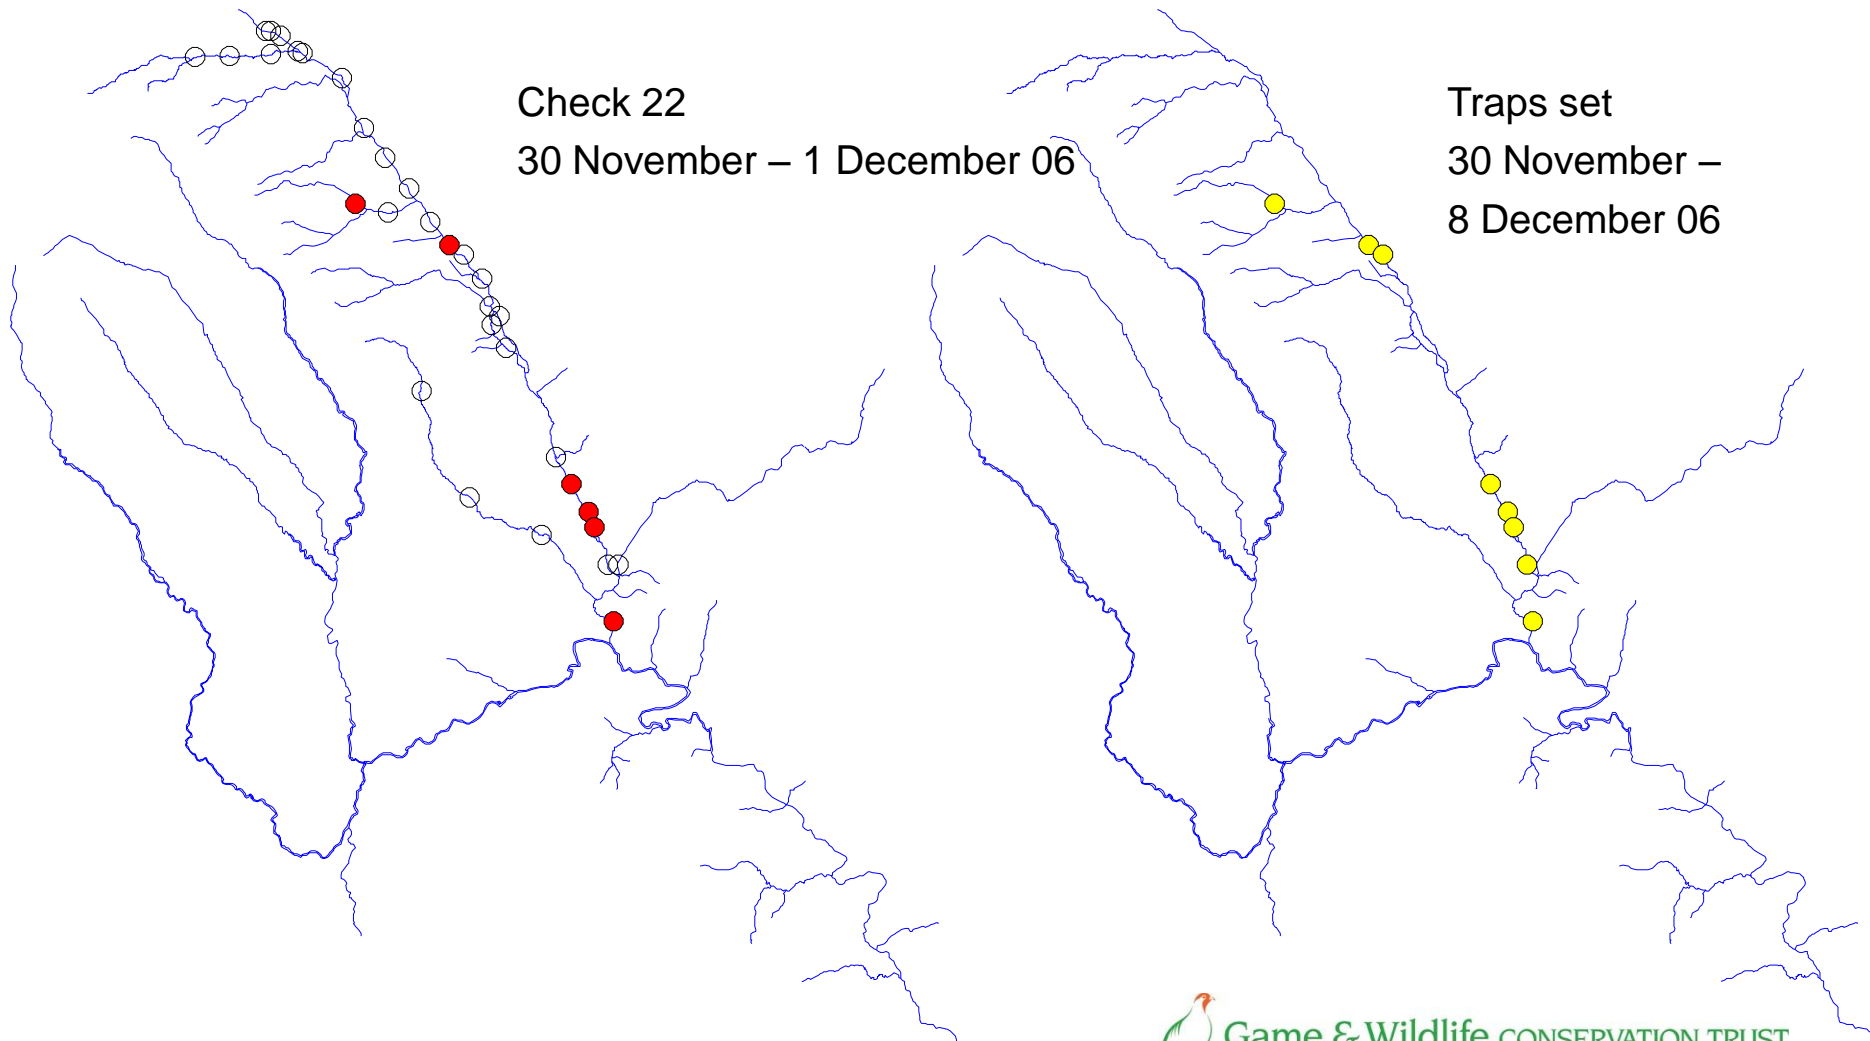 Check 22
30 November – 1 December 06
Traps set
30 November –
8 December 06
Game & Wildlife CONSERVATION TRUST